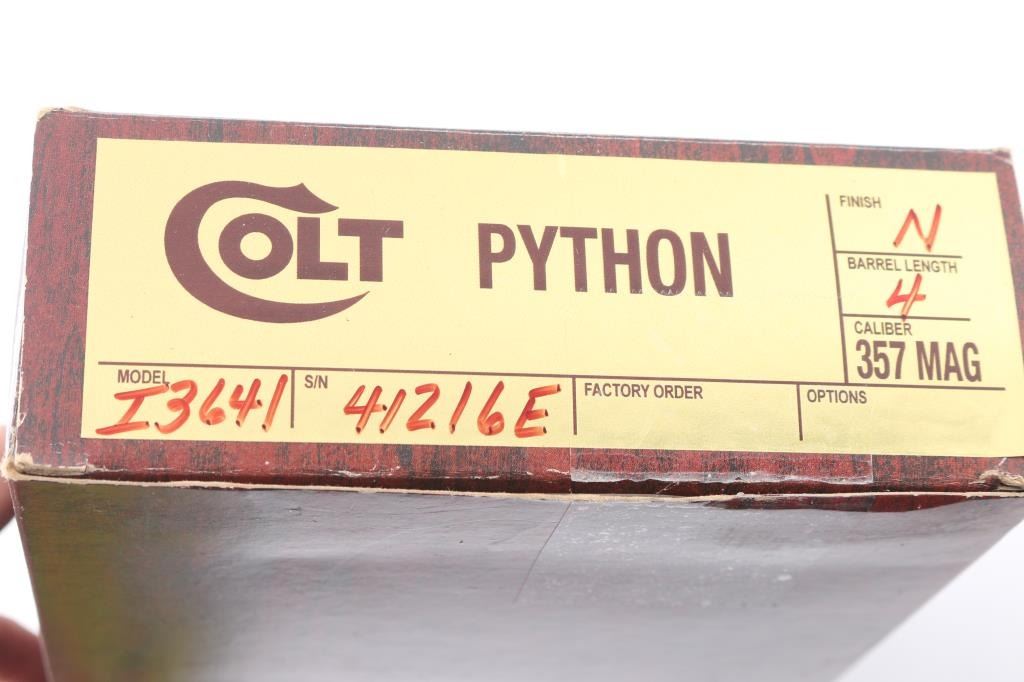 COLT PYTHON
FINISH N
BARREL LENGTH
4
CALIBER
357 MAG
MODEL S/N FACTORY ORDER OPTIONS
I3641 41216E